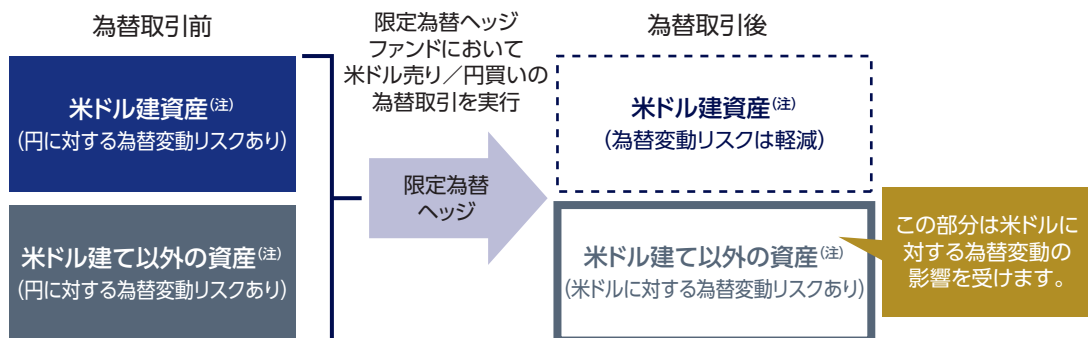 為替取引前
米ドル建資産(注)
(円に対する為替変動リスクあり)
米ドル建て以外の資産(注)
(円に対する為替変動リスクあり)
限定為替ヘッジ
ファンドにおいて
米ドル売り/円買いの
為替取引を実行
限定為替
ヘッジ
為替取引後
米ドル建資産(注)
(為替変動リスクは軽減)
米ドル建て以外の資産(注)
(米ドルに対する為替変動リスクあり)
この部分は米ドルに
対する為替変動の
影響を受けます。